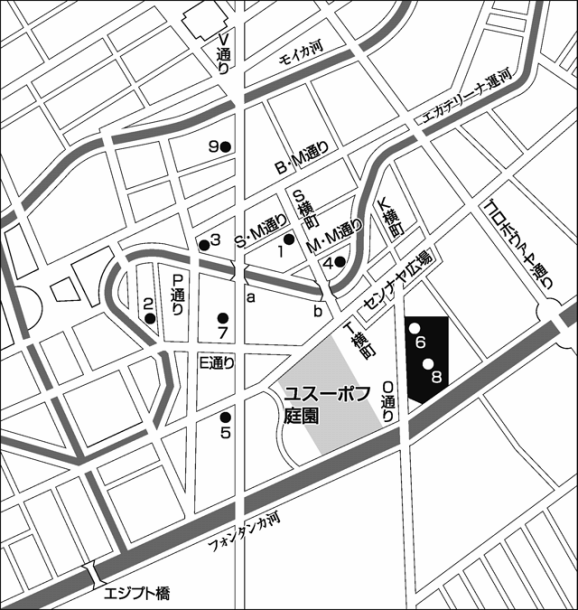 V通り
モイカ河
エカテリーナ運河
9
B・M通り
S横町
K横町
ゴロホヴァヤ通り
3
S・M通り
1
M・M通り
4
センナヤ広場
P通り
a
b
2
7
T横町
6
E通り
8
O通り
ユスーポフ
庭園
5
フォンタンカ河
エジプト橋